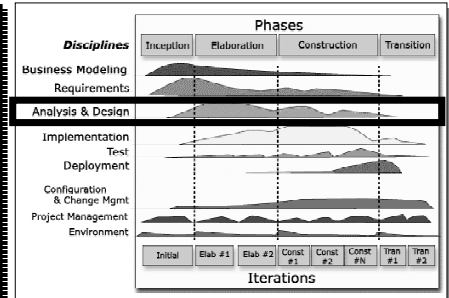 Phases
Disciplines
Inception Elaboration Construction Transition
Business Modeling
Requirements
Analysis & Design
Implementation
Test
Deployment
Configuration
& Change Mgmt
Project Management
Environment
Initial Elab #1 Elab #2 Const #1 Const #2 Const #N Tran #1 Tran #2
Iterations